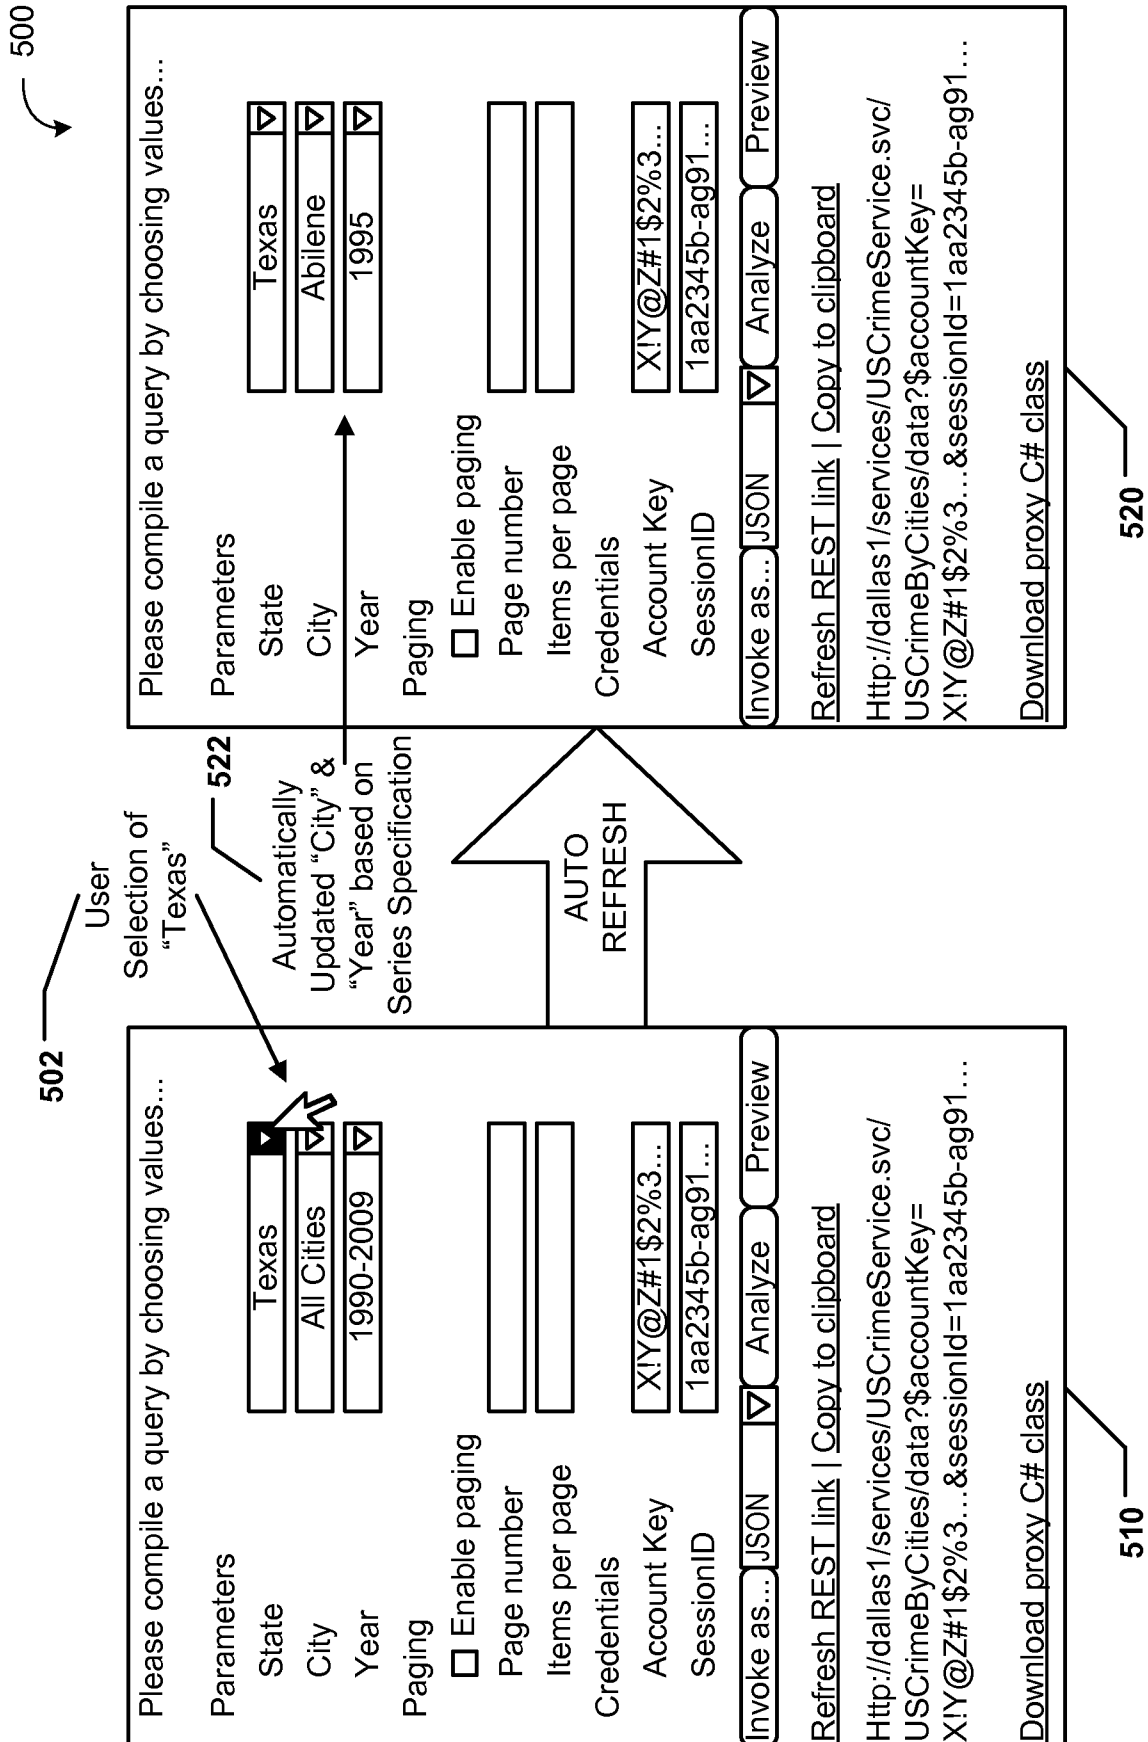 500
502
User
Selection of
“Texas”
522
Automatically
Updated “City” &
“Year” based on
Series Specification
AUTO
REFRESH
Please compile a query by choosing values...
Parameters
State Texas
City All Cities
Year 1990-2009
Paging
Enable paging
Page number
Items per page
Credentials
Account Key X!Y@Z#1$2%3...
SessionID 1aa2345b-ag91...
Invoke as... JSON Analyze Preview
Refresh REST link | Copy to clipboard
Http://dallas1/services/USCrimeService.svc/
USCrimeByCities/data?$accountKey=
X!Y@Z#1$2%3...&sessionId=1aa2345b-ag91...
Download proxy C# class
510
Please compile a query by choosing values...
Parameters
State Texas
City Abilene
Year 1995
Paging
Enable paging
Page number
Items per page
Credentials
Account Key X!Y@Z#1$2%3...
SessionID 1aa2345b-ag91...
Invoke as... JSON Analyze Preview
Refresh REST link | Copy to clipboard
Http://dallas1/services/USCrimeService.svc/
USCrimeByCities/data?$accountKey=
X!Y@Z#1$2%3...&sessionId=1aa2345b-ag91...
Download proxy C# class
520